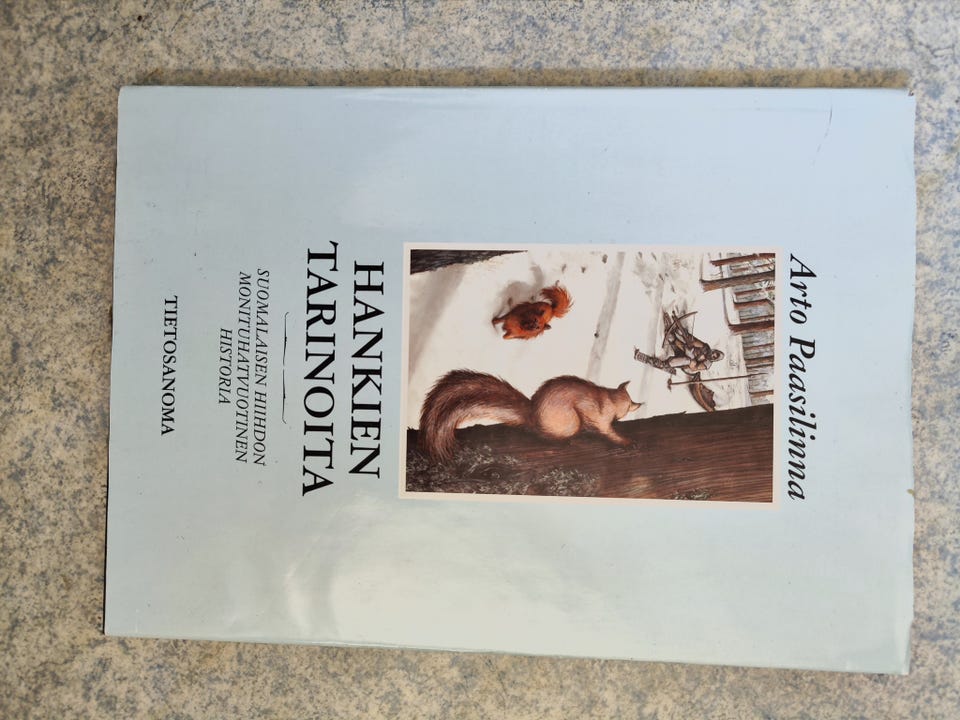 Arto Paasilinna
HANKIEN
TARINOITA
SUOMALAISEN HIIHDON
MONITUHATVUOTINEN
HISTORIA
TIETOSANOMA